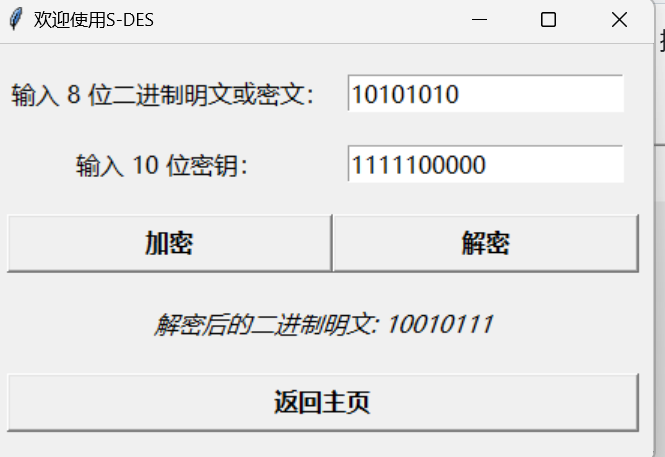 欢迎使用S-DES
输入 8 位二进制明文或密文: 10101010
输入 10 位密钥: 1111100000
加密 解密
解密后的二进制明文: 10010111
返回主页